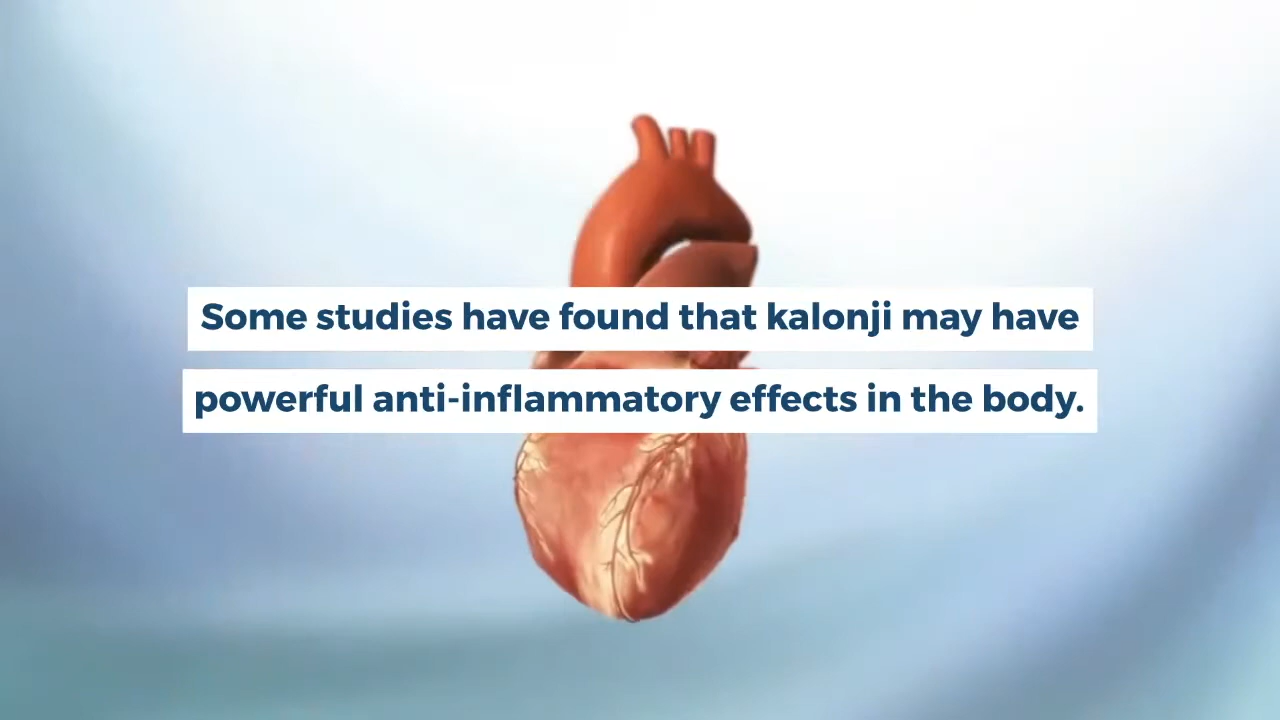 Some studies have found that kalonji may have
powerful anti-inflammatory effects in the body.